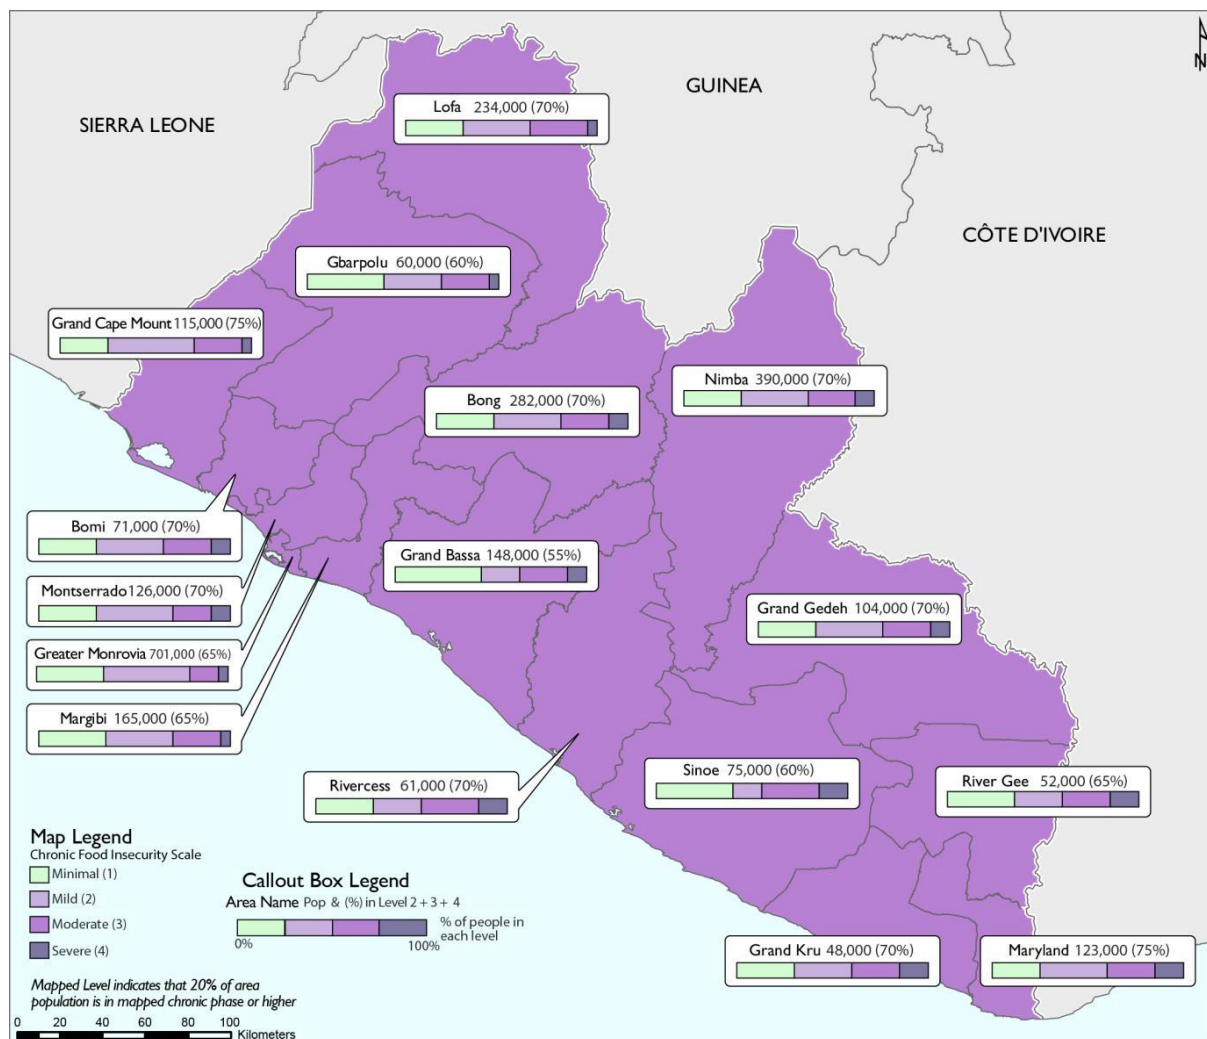 N
GUINEA
SIERRA LEONE
CÔTE D'IVOIRE
Lofa 234,000 (70%)
Gbarpolu 60,000 (60%)
Grand Cape Mount 115,000 (75%)
Nimba 390,000 (70%)
Bong 282,000 (70%)
Bomi 71,000 (70%)
Grand Bassa 148,000 (55%)
Montserrado 126,000 (70%)
Grand Gedeh 104,000 (70%)
Greater Monrovia 701,000 (65%)
Margibi 165,000 (65%)
Rivercess 61,000 (70%)
Sinoe 75,000 (60%)
River Gee 52,000 (65%)
Grand Kru 48,000 (70%)
Maryland 123,000 (75%)
Map Legend
Chronic Food Insecurity Scale
Minimal (1)
Mild (2)
Moderate (3)
Severe (4)
Callout Box Legend
Area Name Pop & (%) in Level 2 + 3 + 4
% of people in
each level
0% 100%
Mapped Level indicates that 20% of area
population is in mapped chronic phase or higher
0 20 40 60 80 100
Kilometers